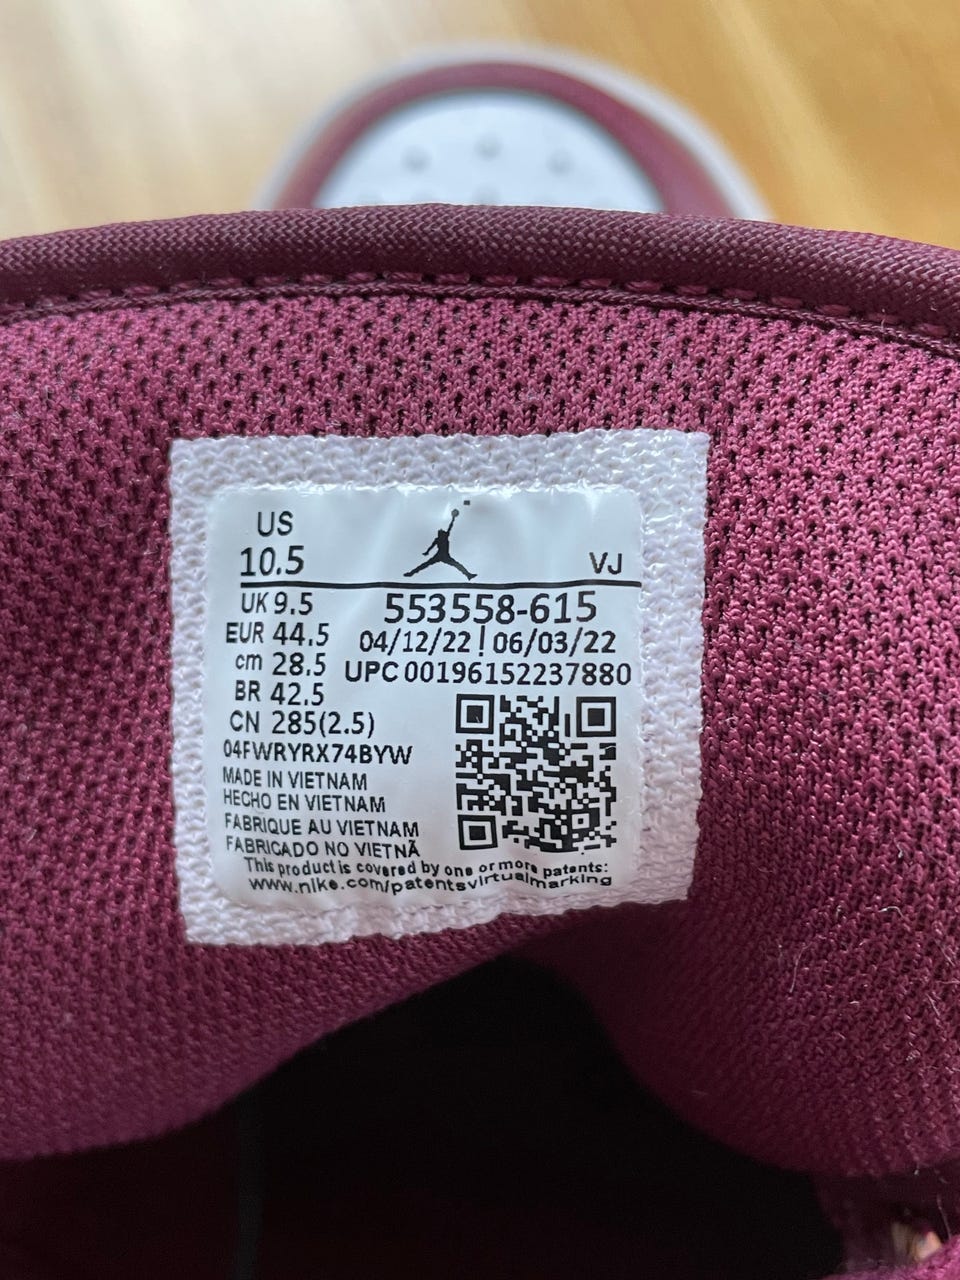 US
10.5
VJ
UK 9.5
553558-615
EUR 44.5
04/12/22 | 06/03/22
cm 28.5
UPC 00196152237880
BR 42.5
CN 285(2.5)
04FWRYRX74BYW
MADE IN VIETNAM
HECHO EN VIETNAM
FABRIQUE AU VIETNAM
FABRICADO NO VIETNÃ
This product is covered by one or more patents:
www.nike.com/patentsvirtualmarking